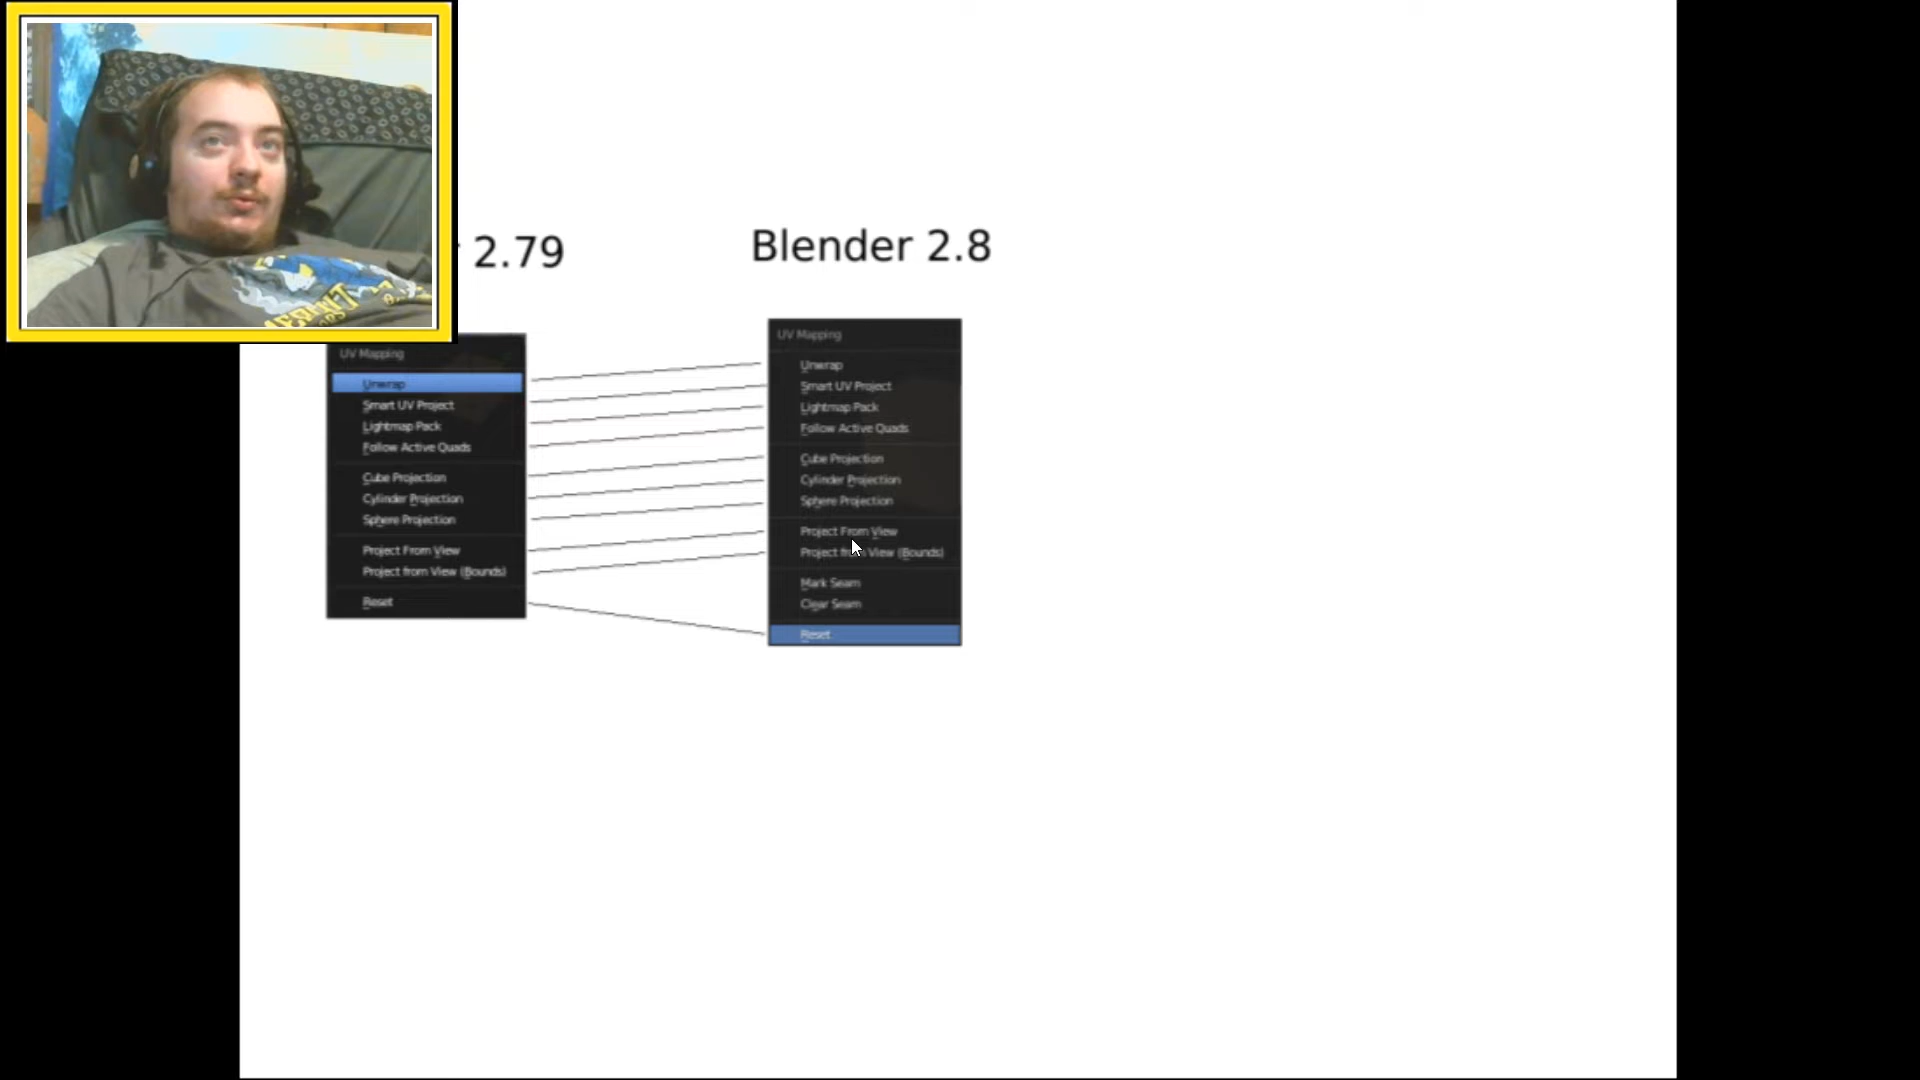 2.79
Blender 2.8
UV Mapping
Unwrap
Smart UV Project
Lightmap Pack
Follow Active Quads
Cube Projection
Cylinder Projection
Sphere Projection
Project From View
Project from View (Bounds)
Reset
UV Mapping
Unwrap
Smart UV Project
Lightmap Pack
Follow Active Quads
Cube Projection
Cylinder Projection
Sphere Projection
Project From View
Project from View (Bounds)
Mark Seam
Clear Seam
Reset